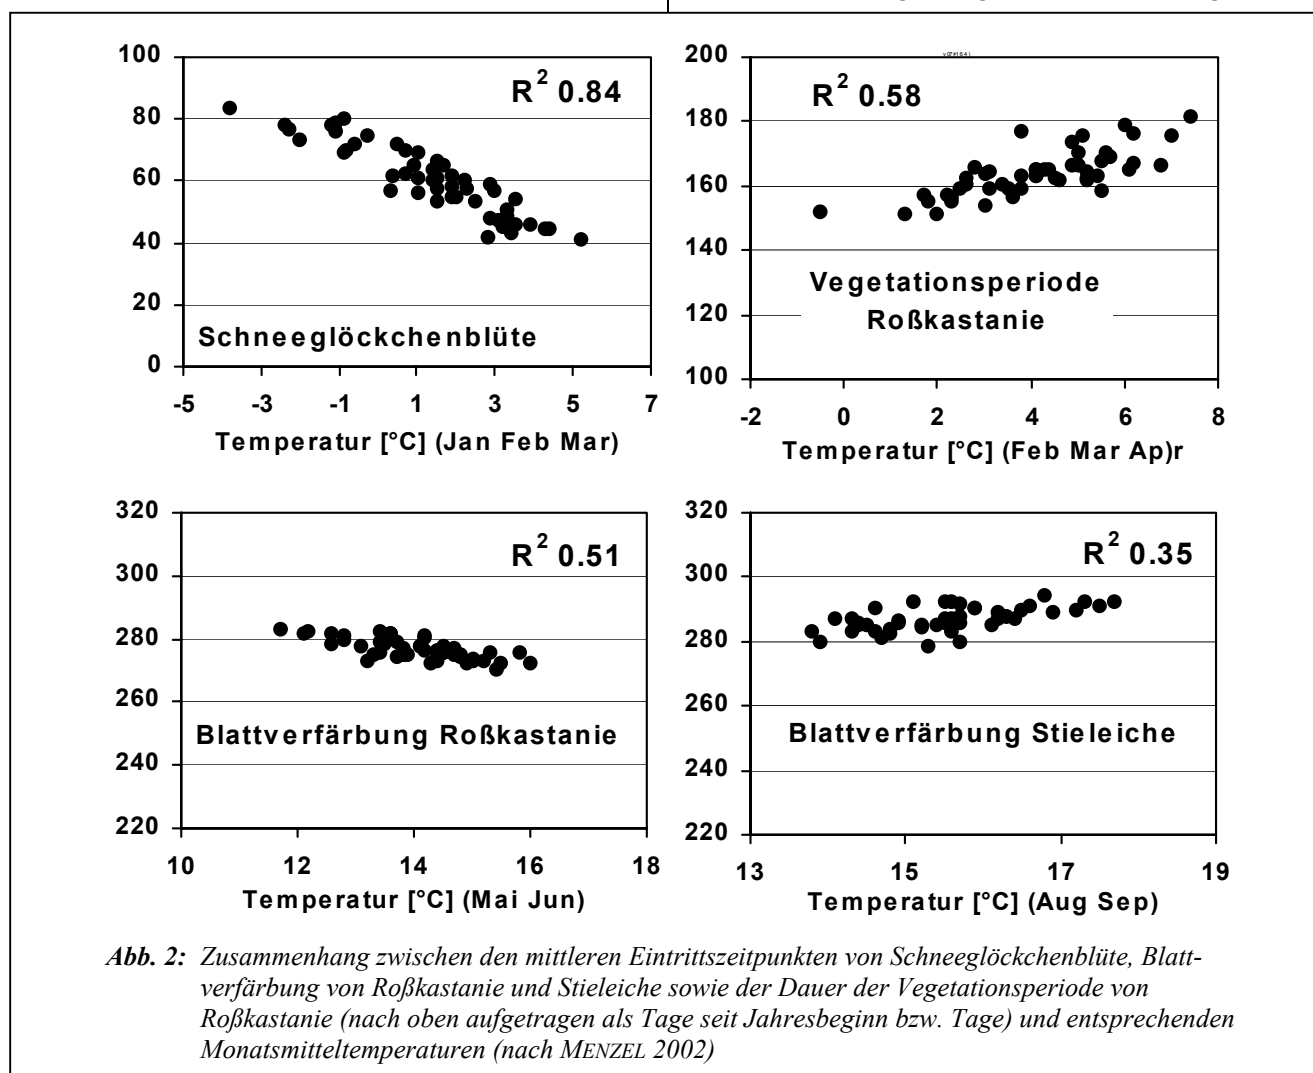 100
80
60
40
20
0
R2 0.84
Schneeglöckchenblüte
-5 -3 -1 1 3 5 7
Temperatur [°C] (Jan Feb Mar)
200
180
160
140
120
100
R2 0.58
Vegetationsperiode
Roßkastanie
-2 0 2 4 6 8
Temperatur [°C] (Feb Mar Ap)r
320
300
280
260
240
220
R2 0.51
Blattverfärbung Roßkastanie
10 12 14 16 18
Temperatur [°C] (Mai Jun)
320
300
280
260
240
220
R2 0.35
Blattverfärbung Stieleiche
13 15 17 19
Temperatur [°C] (Aug Sep)
Abb. 2: Zusammenhang zwischen den mittleren Eintrittszeitpunkten von Schneeglöckchenblüte, Blatt-
verfärbung von Roßkastanie und Stieleiche sowie der Dauer der Vegetationsperiode von
Roßkastanie (nach oben aufgetragen als Tage seit Jahresbeginn bzw. Tage) und entsprechenden
Monatsmitteltemperaturen (nach MENZEL 2002)